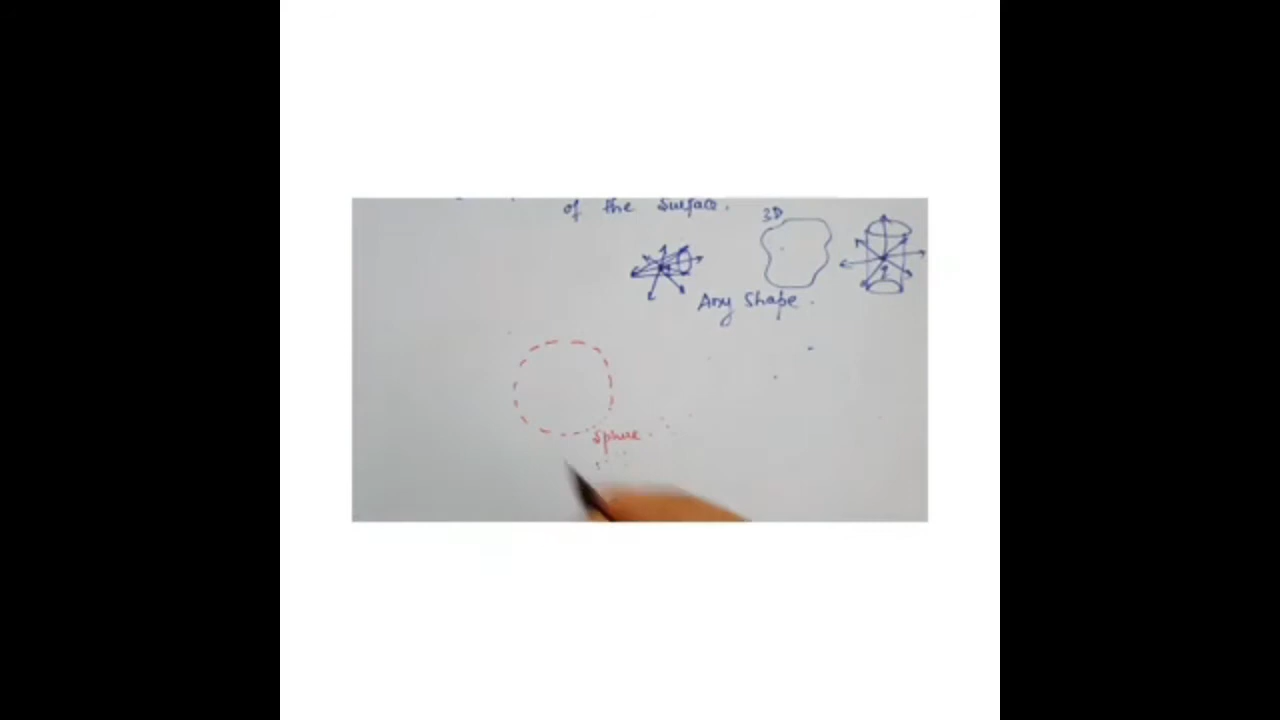 of the surface.
3D
Any Shape.
Sphere.